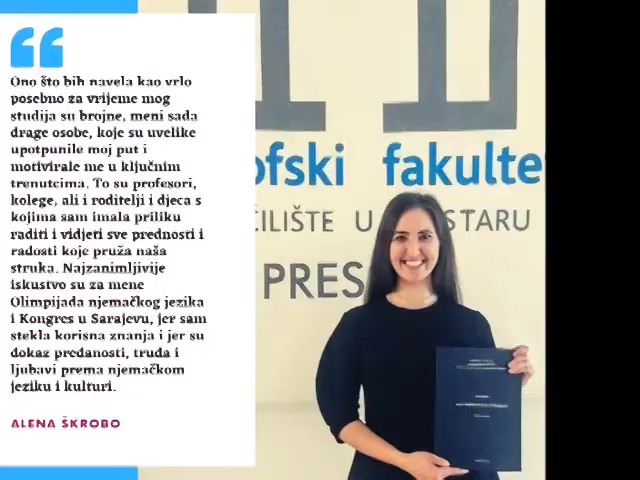 Ono što bih navela kao vrlo
posebno za vrijeme mog
studija su brojne, meni sada
drage osobe, koje su uvelike
upotpunile moj put i
motivirale me u ključnim
trenutcima. To su profesori,
kolege, ali i roditelji i djeca s
kojima sam imala priliku
raditi i vidjeti sve prednosti i
radosti koje pruža naša
struka. Najzanimljivije
iskustvo su za mene
Olimpijada njemačkog jezika
i Kongres u Sarajevu, jer sam
stekla korisna znanja i jer su
dokaz predanosti, truda i
ljubavi prema njemačkom
jeziku i kulturi.
ALENA ŠKROBO
ofski fakulte
ČILIŠTE U STARU
PRES